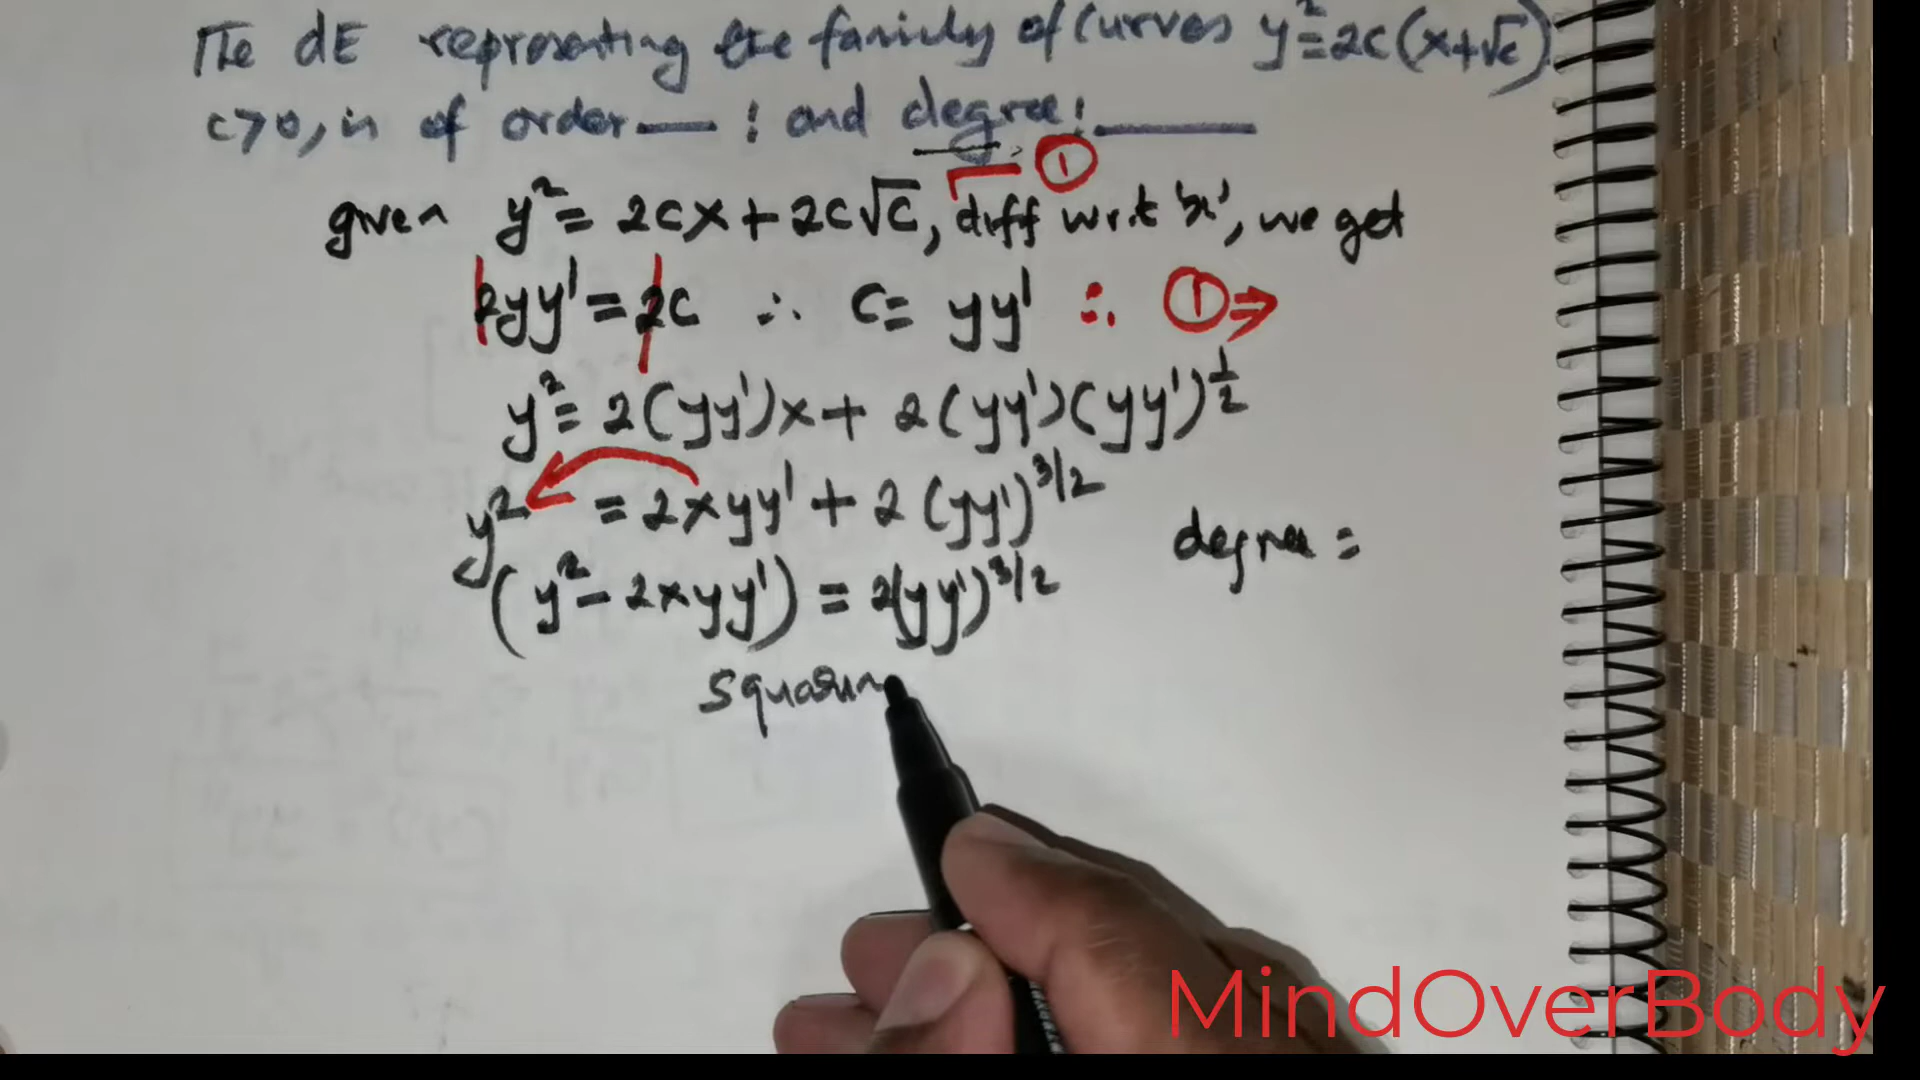 The dE representing the family of curves y² = 2c(x+√c)
c>0, is of order ___ : and degree: ______
①
given y² = 2cx + 2c√c, diff w.r.t 'x', we get
2yy' = 2c ∴ c = yy' ∴ ① ⇒
y² = 2(yy')x + 2(yy')(yy')^1/2
y² = 2xyy' + 2(yy')^3/2
degree =
(y² - 2xyy') = 2(yy')^3/2
squarin
MindOverBody